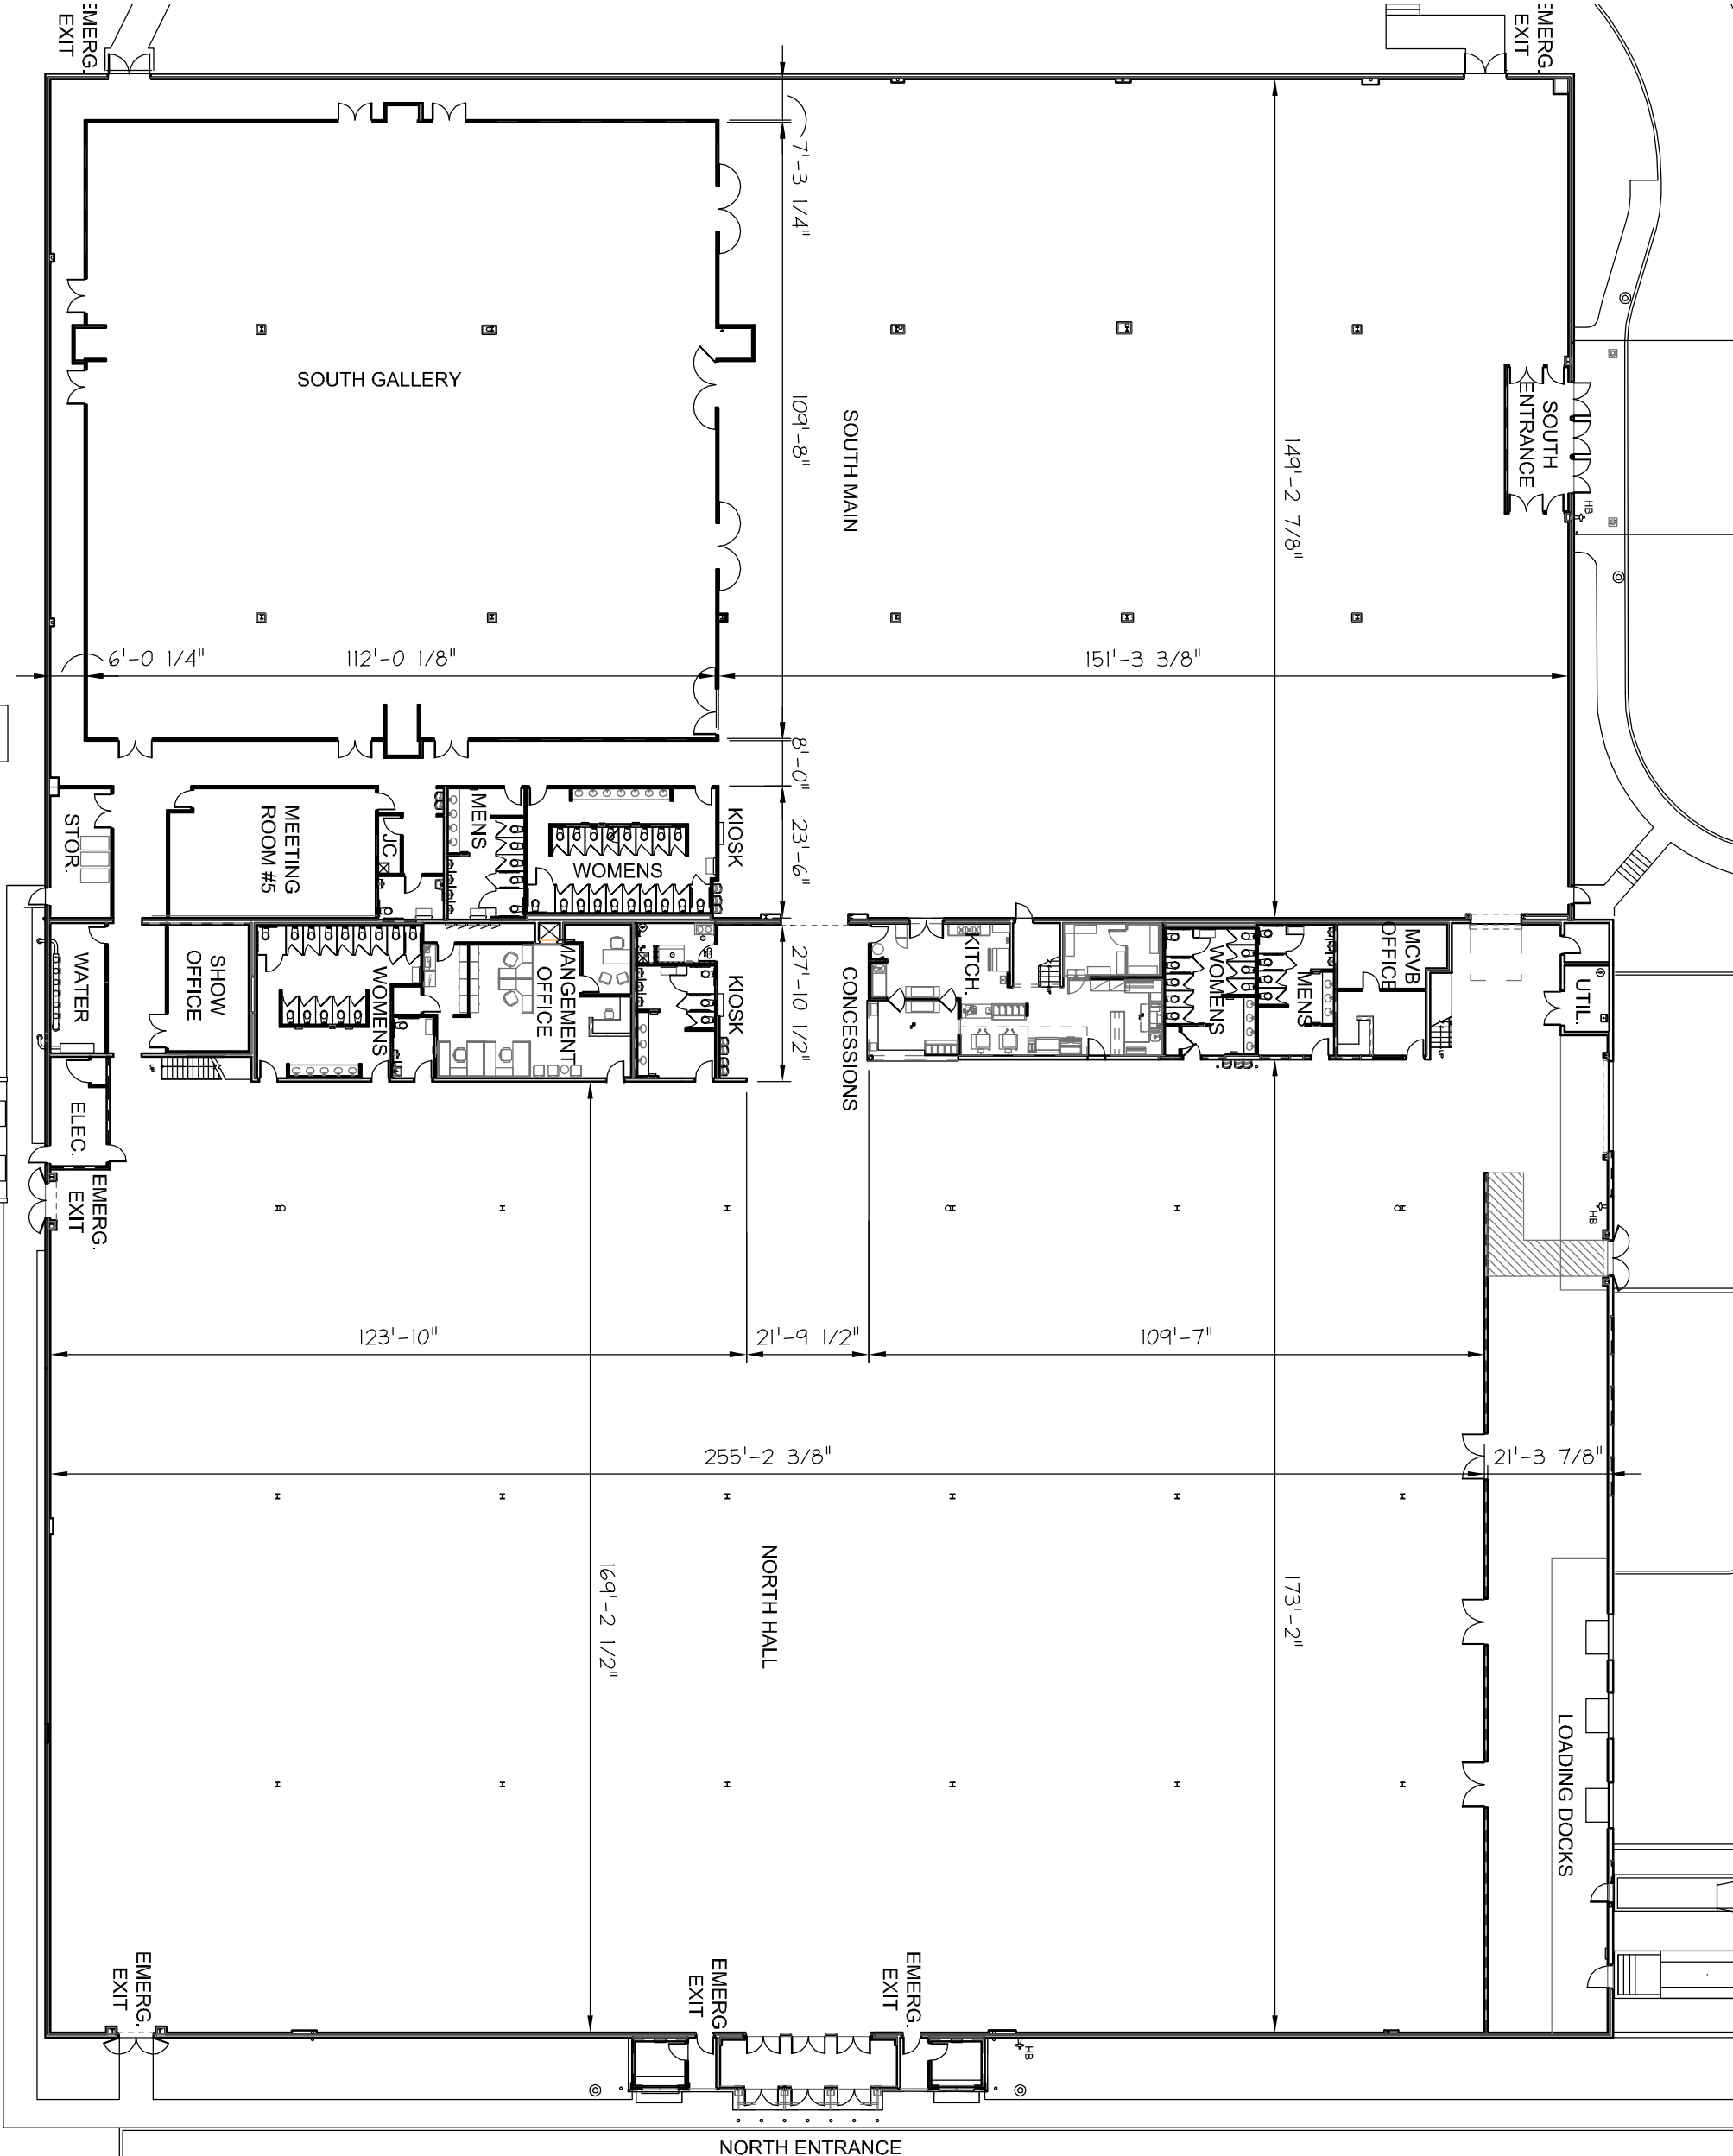 EMERG.
EXIT
EMERG.
EXIT
7'-3 1/4"
SOUTH GALLERY
109'-8"
SOUTH MAIN
149'-2 7/8"
SOUTH
ENTRANCE
HB
6'-0 1/4"
112'-0 1/8"
151'-3 3/8"
8'-0"
STOR.
MEETING
ROOM #5
JC
MENS
WOMENS
KIOSK
23'-6"
WATER
SHOW
OFFICE
WOMENS
MANGEMENT
OFFICE
KIOSK
27'-10 1/2"
CONCESSIONS
KITCH.
WOMENS
MENS
MCVB
OFFICE
UTIL.
UP
UP
ELEC.
EMERG.
EXIT
HB
123'-10"
21'-9 1/2"
109'-7"
255'-2 3/8"
21'-3 7/8"
169'-2 1/2"
NORTH HALL
173'-2"
LOADING DOCKS
EMERG.
EXIT
EMERG.
EXIT
EMERG.
EXIT
HB
NORTH ENTRANCE